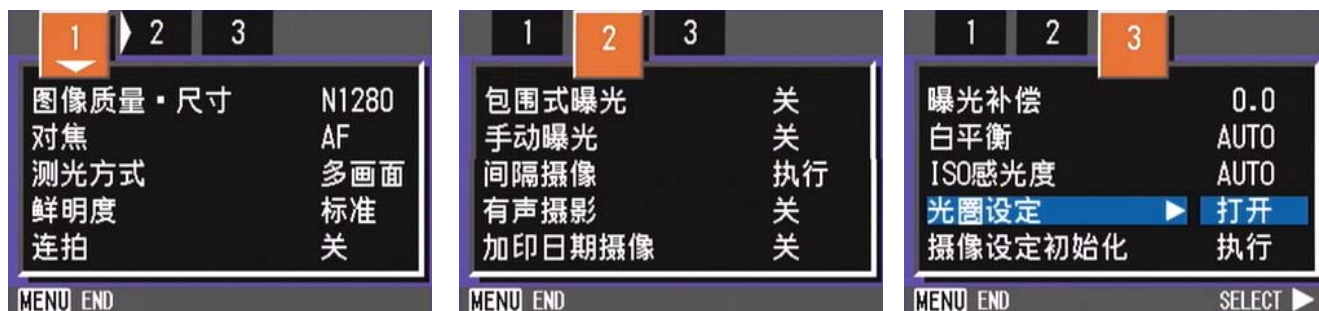 1 2 3
图像质量▪尺寸 N1280
对焦 AF
测光方式 多画面
鲜明度 标准
连拍 关
MENU END
1 2 3
包围式曝光 关
手动曝光 关
间隔摄像 执行
有声摄影 关
加印日期摄像 关
MENU END
1 2 3
曝光补偿 0.0
白平衡 AUTO
ISO感光度 AUTO
光圈设定 ▶ 打开
摄像设定初始化 执行
MENU END SELECT ▶